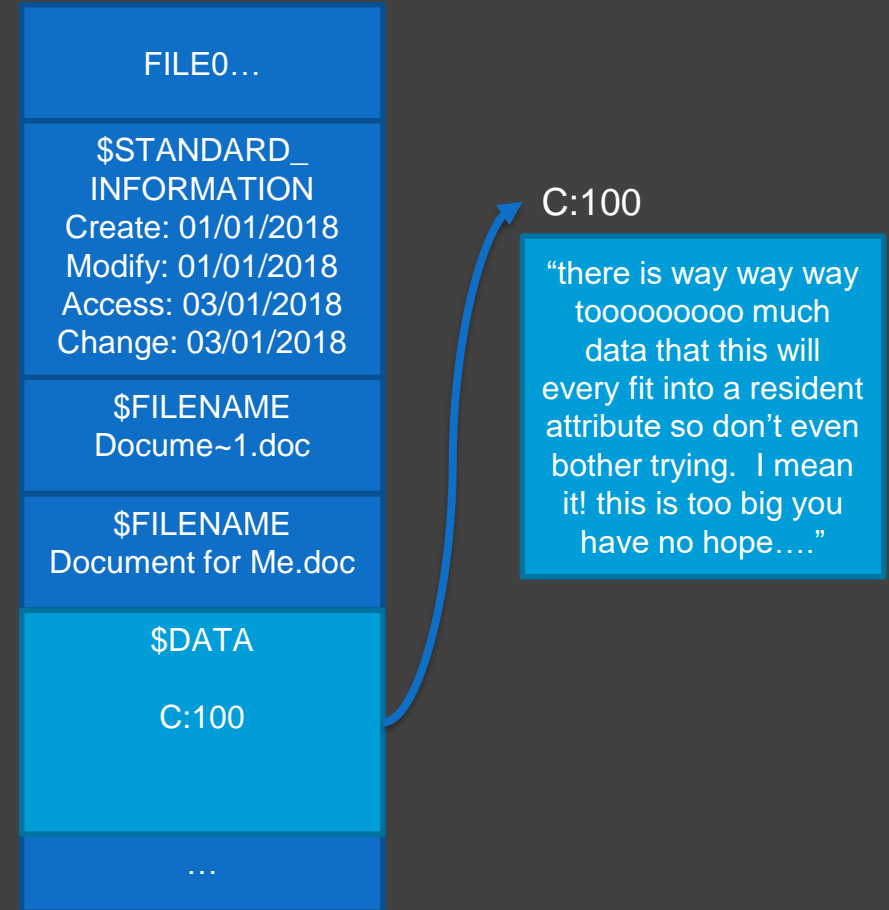 FILE0…
$STANDARD_
INFORMATION
Create: 01/01/2018
Modify: 01/01/2018
Access: 03/01/2018
Change: 03/01/2018
$FILENAME
Docume~1.doc
$FILENAME
Document for Me.doc
$DATA
C:100
…
C:100
“there is way way way
tooooooooo much
data that this will
every fit into a resident
attribute so don’t even
bother trying.  I mean
it! this is too big you
have no hope….”